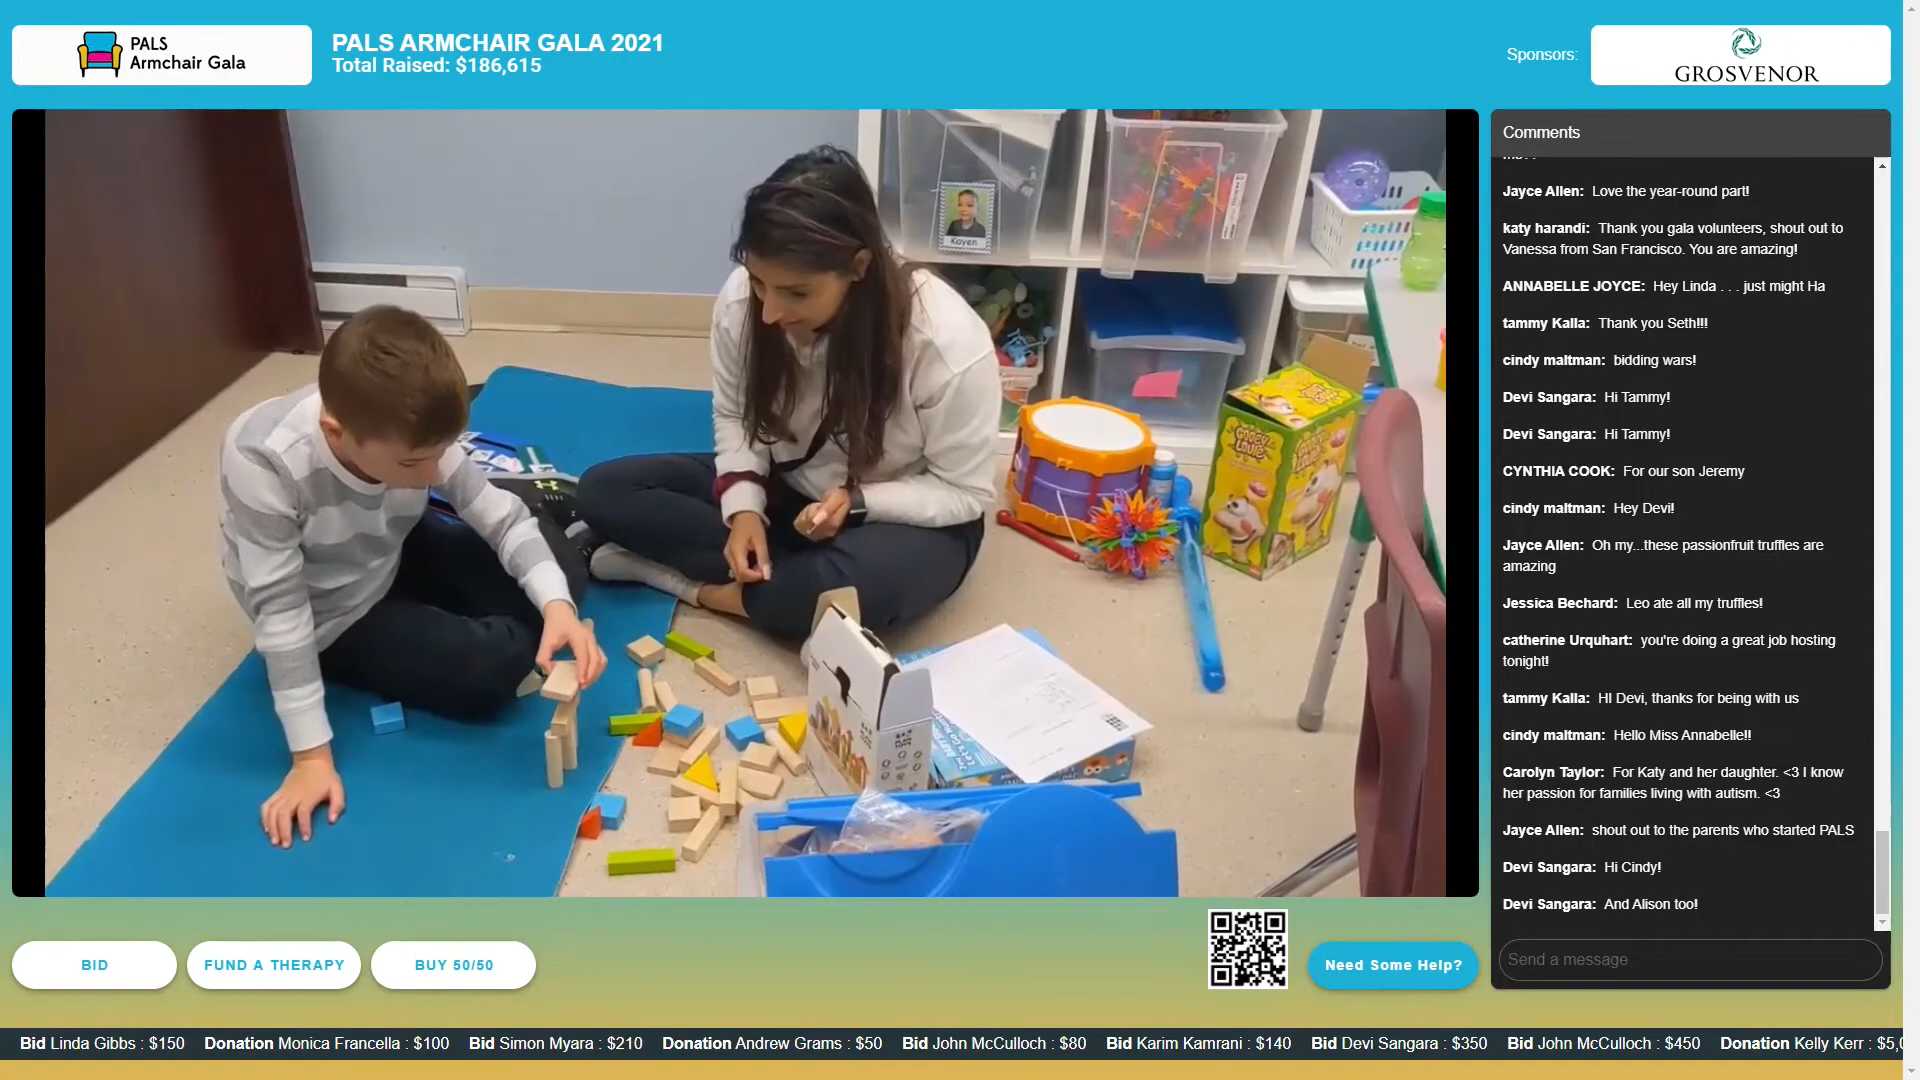 PALS
Armchair Gala
PALS ARMCHAIR GALA 2021
Total Raised: $186,615
Sponsors:
GROSVENOR
Kayen
Gooey
Louie
Comments
Jayce Allen: Love the year-round part!
katy harandi: Thank you gala volunteers, shout out to
Vanessa from San Francisco. You are amazing!
ANNABELLE JOYCE: Hey Linda . . . just might Ha
tammy Kalla: Thank you Seth!!!
cindy maltman: bidding wars!
Devi Sangara: Hi Tammy!
Devi Sangara: Hi Tammy!
CYNTHIA COOK: For our son Jeremy
cindy maltman: Hey Devi!
Jayce Allen: Oh my...these passionfruit truffles are
amazing
Jessica Bechard: Leo ate all my truffles!
catherine Urquhart: you're doing a great job hosting
tonight!
tammy Kalla: HI Devi, thanks for being with us
cindy maltman: Hello Miss Annabelle!!
Carolyn Taylor: For Katy and her daughter. <3 I know
her passion for families living with autism. <3
Jayce Allen: shout out to the parents who started PALS
Devi Sangara: Hi Cindy!
Devi Sangara: And Alison too!
Send a message
BID
FUND A THERAPY
BUY 50/50
Need Some Help?
Bid Linda Gibbs : $150 Donation Monica Francella : $100 Bid Simon Myara : $210 Donation Andrew Grams : $50 Bid John McCulloch : $80 Bid Karim Kamrani : $140 Bid Devi Sangara : $350 Bid John McCulloch : $450 Donation Kelly Kerr : $5,0